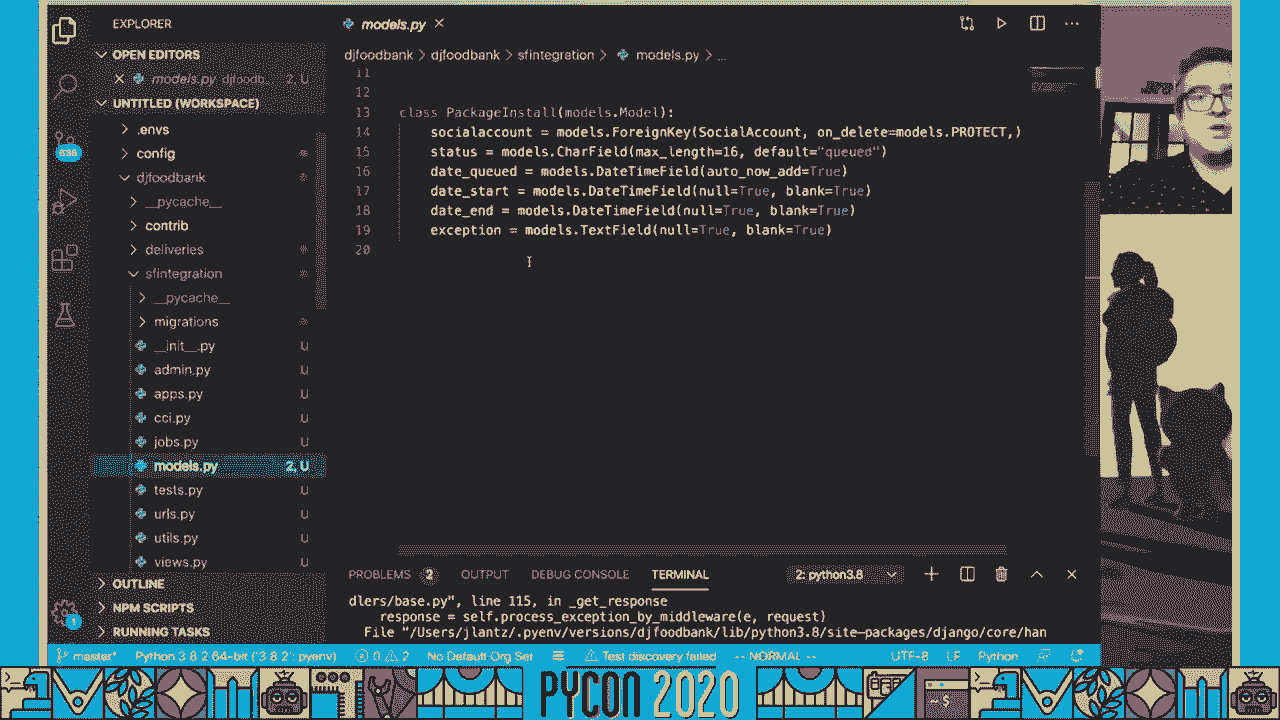 EXPLORER
OPEN EDITORS
models.py djfoodb 2, U
UNTITLED (WORKSPACE)
.envs
config
djfoodbank
__pycache__
contrib
deliveries
sfintegration
__pycache__
migrations
__init__.py U
admin.py U
apps.py U
cci.py U
jobs.py U
models.py 2, U
tests.py U
urls.py U
utils.py U
views.py U
OUTLINE
NPM SCRIPTS
RUNNING TASKS
636
1
models.py
djfoodbank > djfoodbank > sfintegration > models.py > ...
11
12
13 class PackageInstall(models.Model):
14 socialaccount = models.ForeignKey(SocialAccount, on_delete=models.PROTECT,)
15 status = models.CharField(max_length=16, default="queued")
16 date_queued = models.DateTimeField(auto_now_add=True)
17 date_start = models.DateTimeField(null=True, blank=True)
18 date_end = models.DateTimeField(null=True, blank=True)
19 exception = models.TextField(null=True, blank=True)
20
PROBLEMS 2 OUTPUT DEBUG CONSOLE TERMINAL 2: python3.8
dlers/base.py", line 115, in _get_response
response = self.process_exception_by_middleware(e, request)
File "/Users/jlantz/.pyenv/versions/djfoodbank/lib/python3.8/site-packages/django/core/han
master* Python 3.8.2 64-bit ('3.8.2': pyenv) 0 2 No Default Org Set Test discovery failed -- NORMAL -- UTF-8 LF Python
PYCON 2020
~$